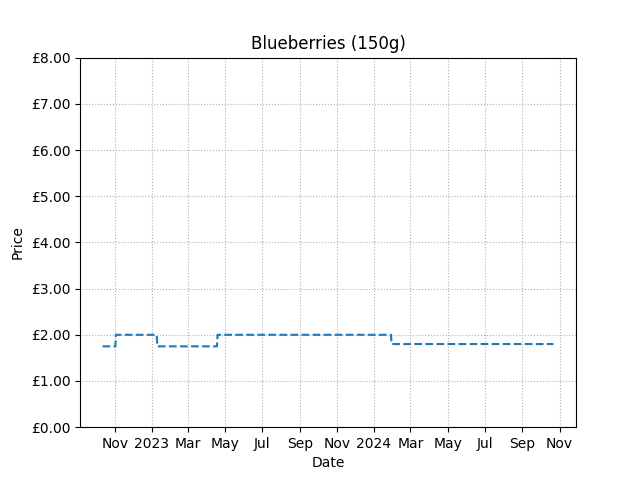 Blueberries (150g)
£8.00
£7.00
£6.00
£5.00
£4.00
£3.00
£2.00
£1.00
£0.00
Price
Nov 2023 Mar May Jul Sep Nov 2024 Mar May Jul Sep Nov
Date